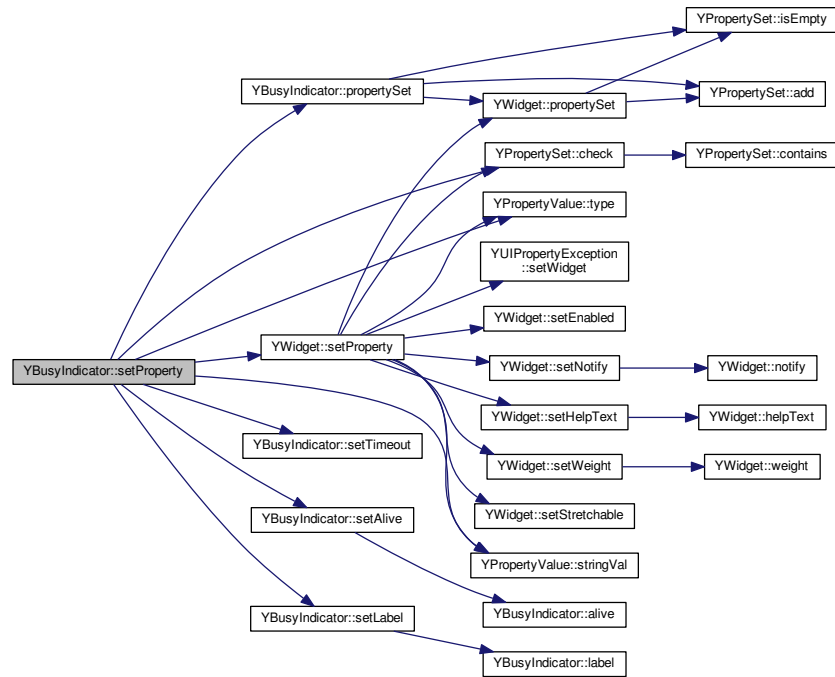 YPropertySet::isEmpty
YBusyIndicator::propertySet
YPropertySet::add
YWidget::propertySet
YPropertySet::check
YPropertySet::contains
YPropertyValue::type
YUIPropertyException
::setWidget
YWidget::setEnabled
YWidget::setProperty
YWidget::setNotify
YWidget::notify
YBusyIndicator::setProperty
YWidget::setHelpText
YWidget::helpText
YBusyIndicator::setTimeout
YWidget::setWeight
YWidget::weight
YWidget::setStretchable
YBusyIndicator::setAlive
YPropertyValue::stringVal
YBusyIndicator::alive
YBusyIndicator::setLabel
YBusyIndicator::label